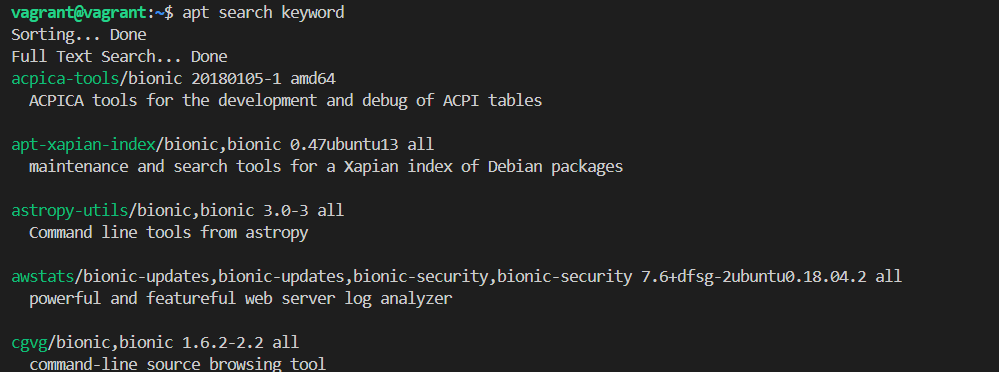 vagrant@vagrant:~$ apt search keyword
Sorting... Done
Full Text Search... Done
acpica-tools/bionic 20180105-1 amd64
ACPICA tools for the development and debug of ACPI tables
apt-xapian-index/bionic,bionic 0.47ubuntu13 all
maintenance and search tools for a Xapian index of Debian packages
astropy-utils/bionic,bionic 3.0-3 all
Command line tools from astropy
awstats/bionic-updates,bionic-updates,bionic-security,bionic-security 7.6+dfsg-2ubuntu0.18.04.2 all
powerful and featureful web server log analyzer
cgvg/bionic,bionic 1.6.2-2.2 all
command-line source browsing tool